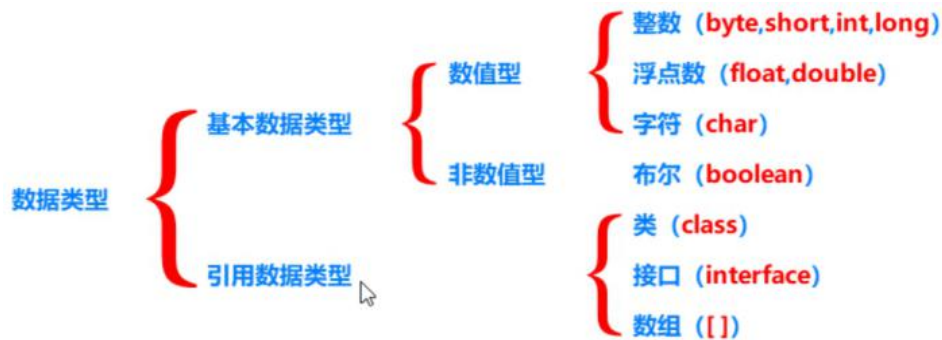 整数（byte,short,int,long）
数值型
浮点数（float,double）
基本数据类型
字符（char）
非数值型
布尔（boolean）
数据类型
类（class）
引用数据类型
接口（interface）
数组（[ ]）